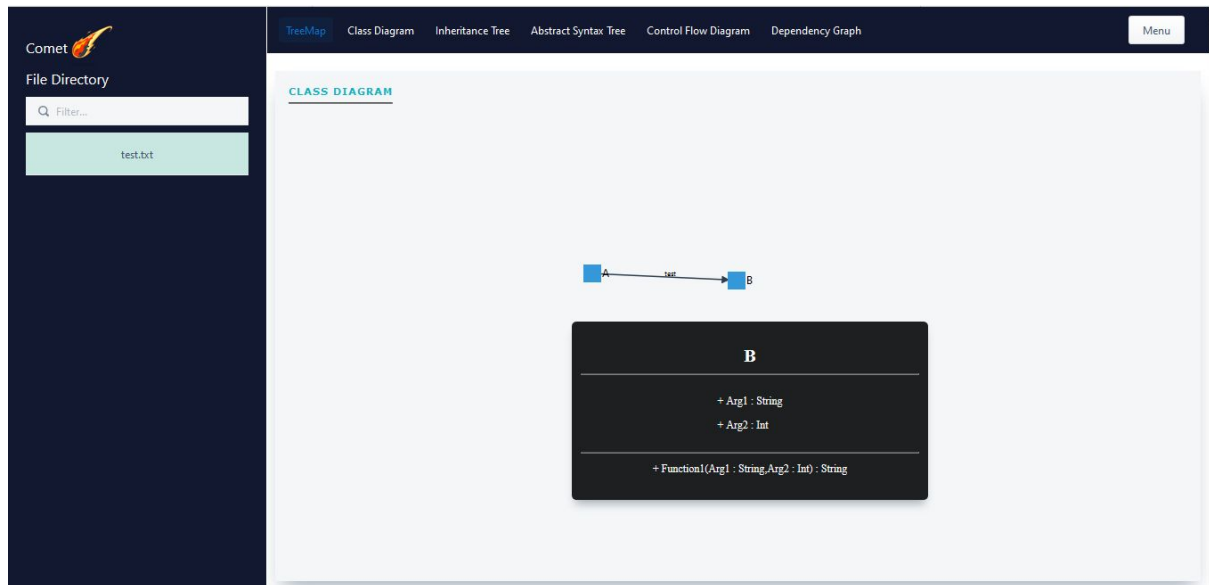 Comet
File Directory
Filter...
test.txt
TreeMap Class Diagram Inheritance Tree Abstract Syntax Tree Control Flow Diagram Dependency Graph Menu
CLASS DIAGRAM
A test B
B
+ Arg1 : String
+ Arg2 : Int
+ Function1(Arg1 : String,Arg2 : Int) : String